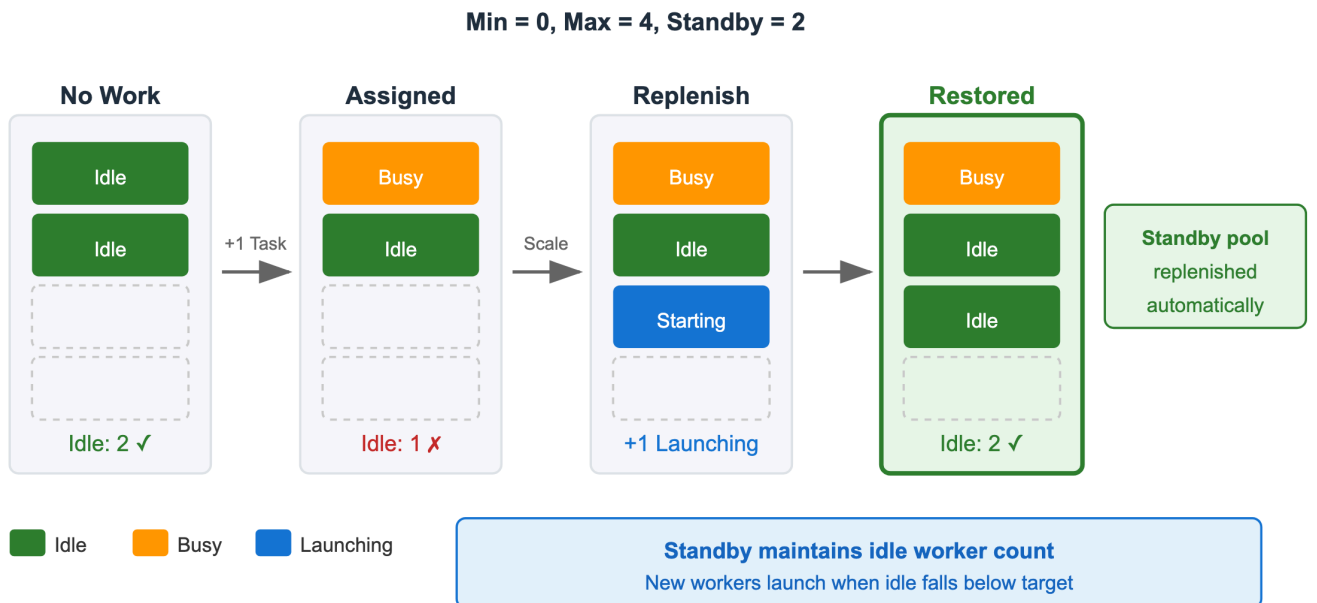 Min = 0, Max = 4, Standby = 2
No Work
Idle
Idle
Idle: 2 ✓
+1 Task
Assigned
Busy
Idle
Idle: 1 ✗
Scale
Replenish
Busy
Idle
Starting
+1 Launching
Restored
Busy
Idle
Idle
Idle: 2 ✓
Standby pool
replenished
automatically
Idle
Busy
Launching
Standby maintains idle worker count
New workers launch when idle falls below target